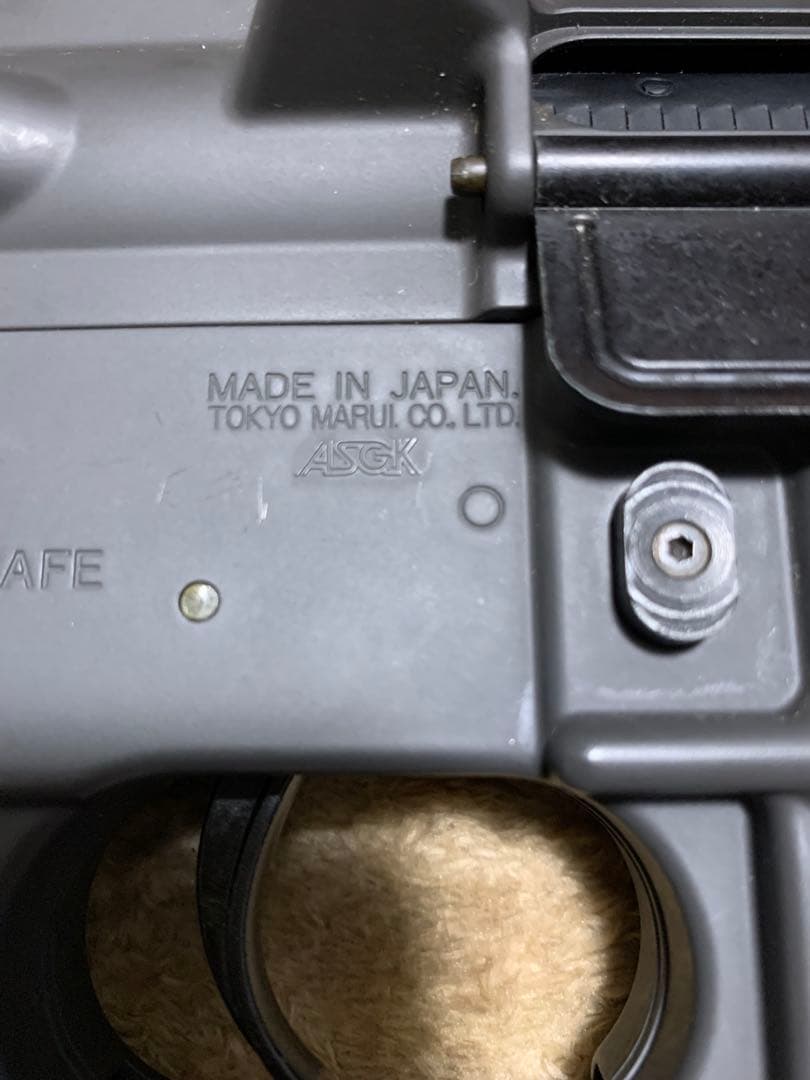 MADE IN JAPAN.
TOKYO MARUI. CO., LTD.
ASGK
AFE